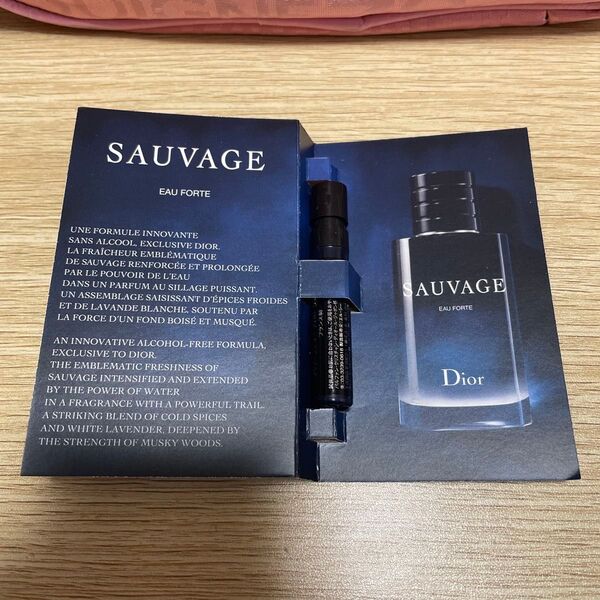 SAUVAGE
EAU FORTE
UNE FORMULE INNOVANTE
SANS ALCOOL, EXCLUSIVE DIOR.
LA FRAÎCHEUR EMBLÉMATIQUE
DE SAUVAGE RENFORCÉE ET PROLONGÉE
PAR LE POUVOIR DE L'EAU
DANS UN PARFUM AU SILLAGE PUISSANT.
UN ASSEMBLAGE SAISISSANT D'ÉPICES FROIDES
ET DE LAVANDE BLANCHE, SOUTENU PAR
LA FORCE D'UN FOND BOISÉ ET MUSQUÉ.
AN INNOVATIVE ALCOHOL-FREE FORMULA,
EXCLUSIVE TO DIOR.
THE EMBLEMATIC FRESHNESS OF
SAUVAGE INTENSIFIED AND EXTENDED
BY THE POWER OF WATER
IN A FRAGRANCE WITH A POWERFUL TRAIL.
A STRIKING BLEND OF COLD SPICES
AND WHITE LAVENDER, DEEPENED BY
THE STRENGTH OF MUSKY WOODS.
SAUVAGE
EAU FORTE
Dior